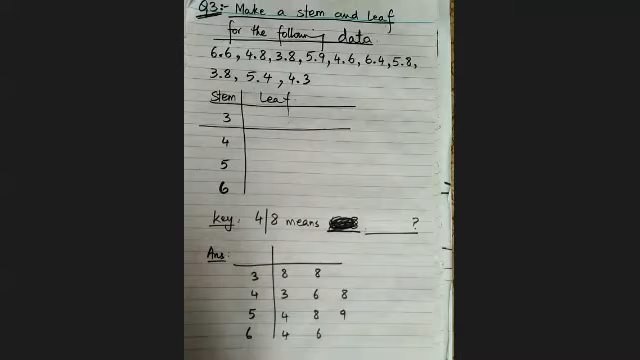 Q3:- Make a stem and Leaf
for the following data
6.6, 4.8, 3.8, 5.9, 4.6, 6.4, 5.8,
3.8, 5.4, 4.3
Stem Leaf
3
4
5
6
Key: 4/8 means ?
Ans:
3 8 8
4 3 6 8
5 4 8 9
6 4 6